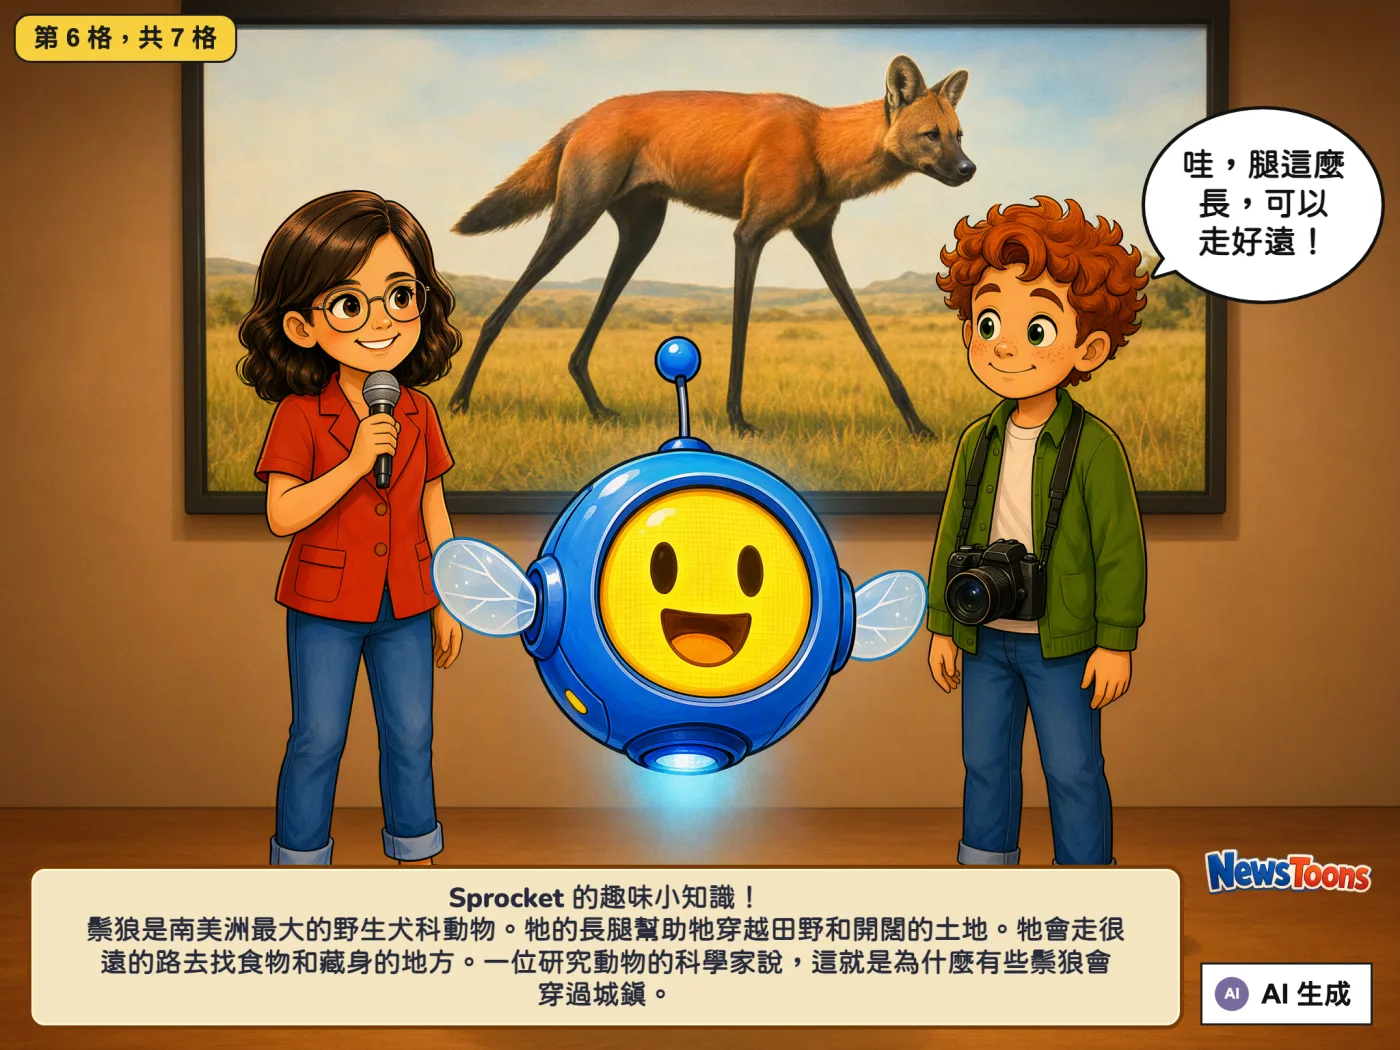 第 6 格，共 7 格
哇，腿這麼
長，可以
走好遠！
Sprocket 的趣味小知識！
鬃狼是南美洲最大的野生犬科動物。牠的長腿幫助牠穿越田野和開闊的土地。牠會走很
遠的路去找食物和藏身的地方。一位研究動物的科學家說，這就是為什麼有些鬃狼會
穿過城鎮。
NewsToons
AI AI 生成